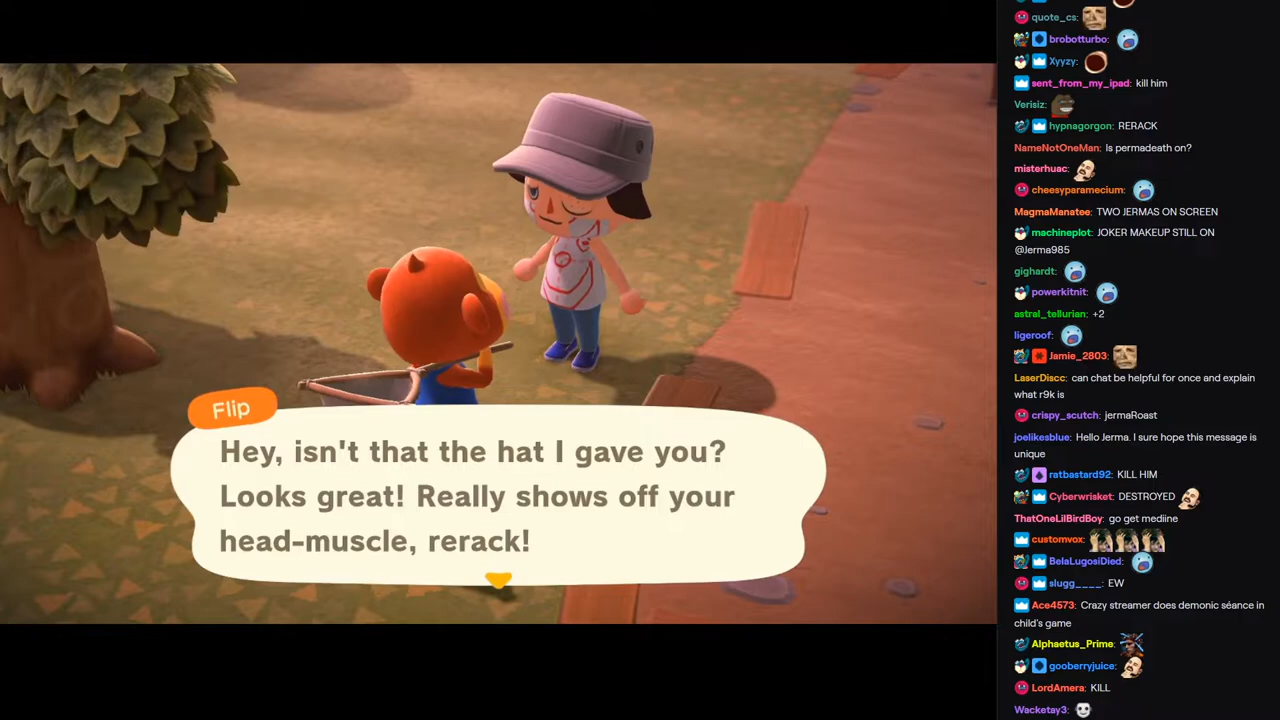 Flip
Hey, isn't that the hat I gave you?
Looks great! Really shows off your
head-muscle, rerack!
quote_cs:
brobotturbo:
Xyyzy:
sent_from_my_ipad: kill him
Verisiz:
hypnagorgon: RERACK
NameNotOneMan: Is permadeath on?
misterhuac:
cheesyparamecium:
MagmaManatee: TWO JERMAS ON SCREEN
machineplot: JOKER MAKEUP STILL ON
@Jerma985
gighardt:
powerkitnit:
astral_tellurian: +2
ligeroof:
Jamie_2803:
LaserDiscc: can chat be helpful for once and explain
what r9k is
crispy_scutch: jermaRoast
joelikesblue: Hello Jerma. I sure hope this message is
unique
ratbastard92: KILL HIM
Cyberwrisket: DESTROYED
ThatOneLilBirdBoy: go get mediine
customvox:
BelaLugosiDied:
slugg____: EW
Ace4573: Crazy streamer does demonic séance in
child's game
Alphaetus_Prime:
gooberryjuice:
LordAmera: KILL
Wacketay3: